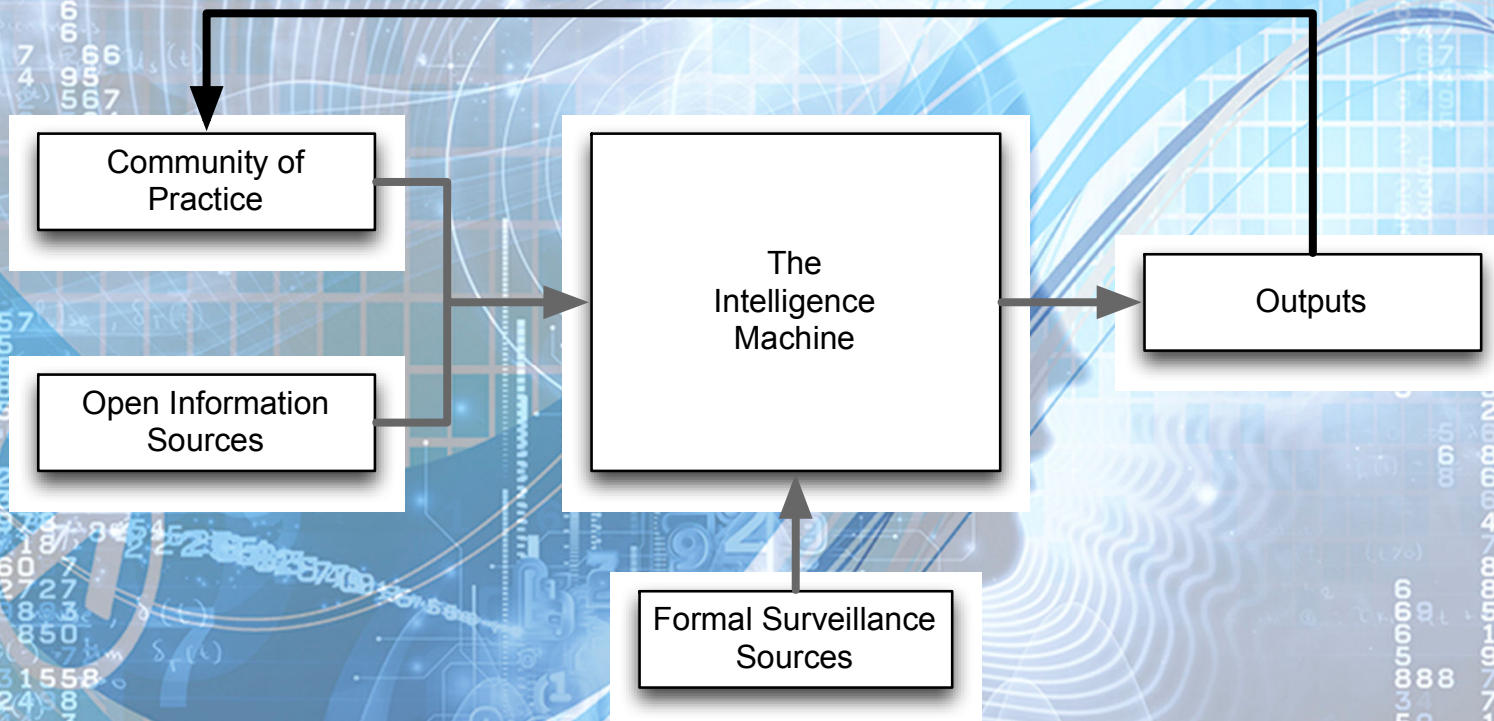 Community of
Practice
Open Information
Sources
The
Intelligence
Machine
Outputs
Formal Surveillance
Sources